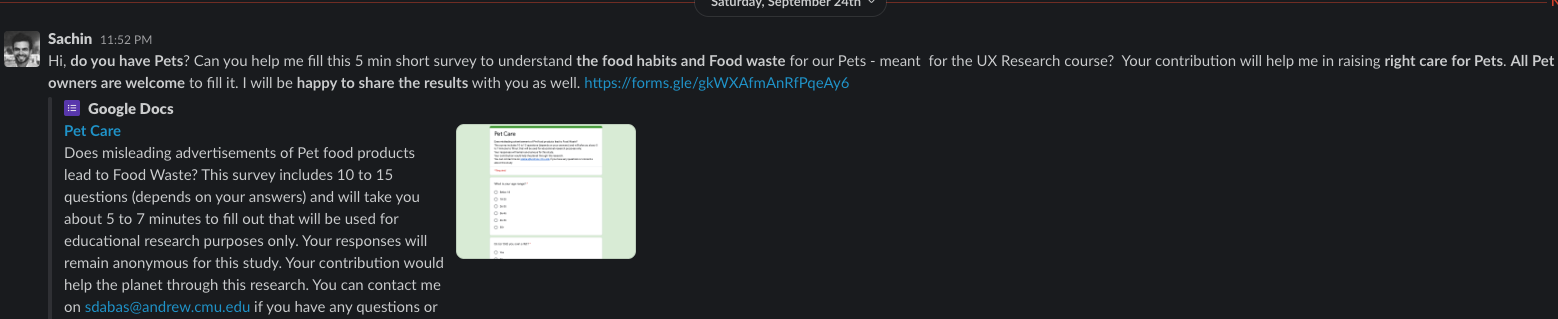 Saturday, September 24th
Sachin 11:52 PM
Hi, do you have Pets? Can you help me fill this 5 min short survey to understand the food habits and Food waste for our Pets - meant for the UX Research course? Your contribution will help me in raising right care for Pets. All Pet
owners are welcome to fill it. I will be happy to share the results with you as well. https://forms.gle/gkWXAfmAnRfPqeAy6
Google Docs
Pet Care
Does misleading advertisements of Pet food products
lead to Food Waste? This survey includes 10 to 15
questions (depends on your answers) and will take you
about 5 to 7 minutes to fill out that will be used for
educational research purposes only. Your responses will
remain anonymous for this study. Your contribution would
help the planet through this research. You can contact me
on sdabas@andrew.cmu.edu if you have any questions or
Pet Care
What is your age range?